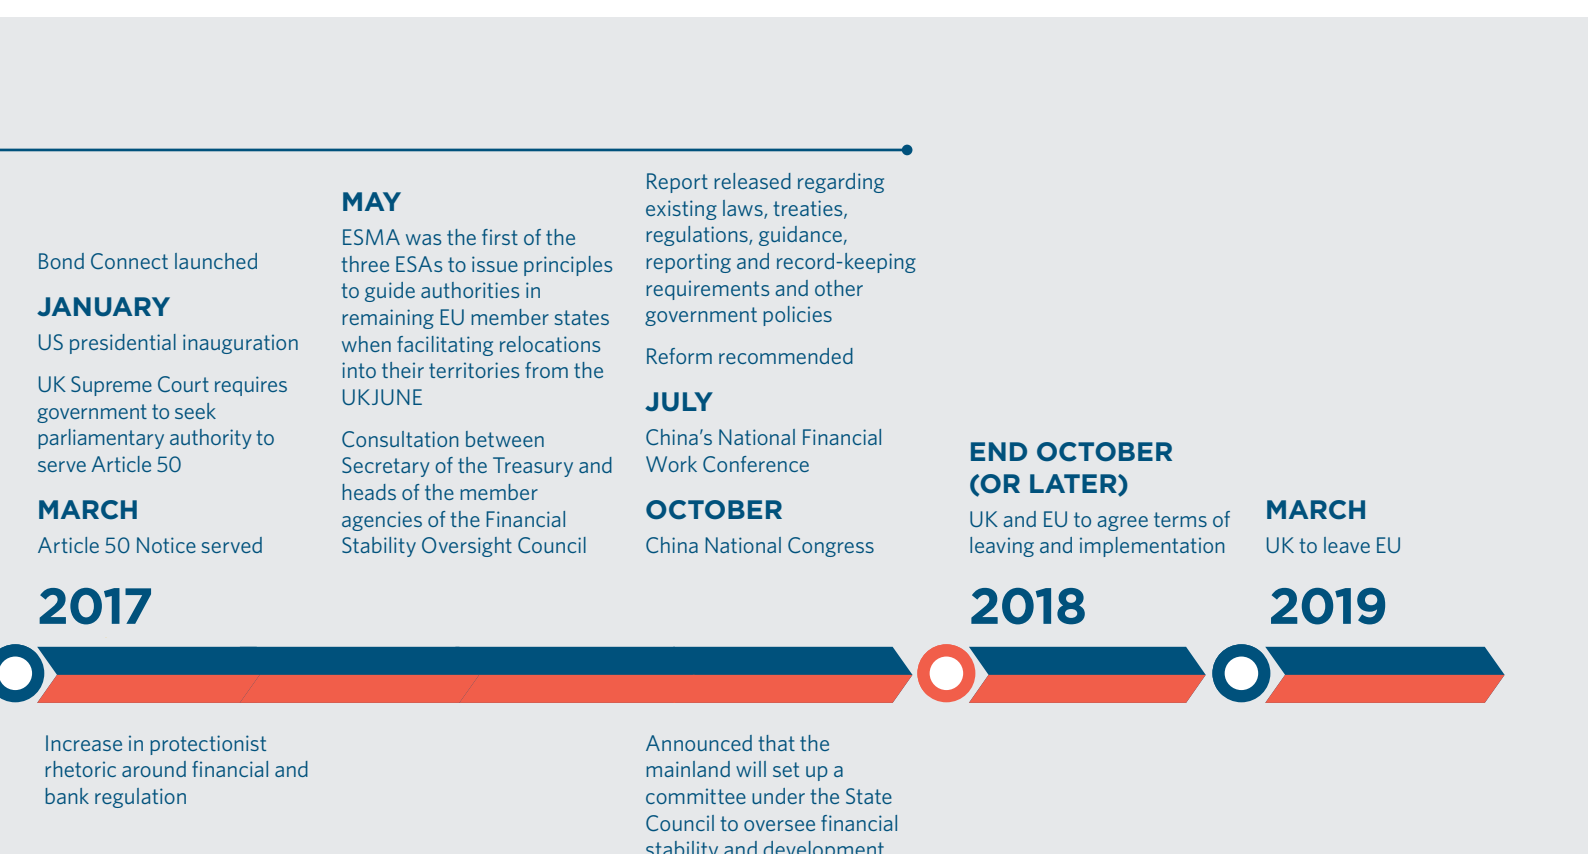 Bond Connect launched
JANUARY
US presidential inauguration
UK Supreme Court requires
government to seek
parliamentary authority to
serve Article 50
MARCH
Article 50 Notice served
2017
MAY
ESMA was the first of the
three ESAs to issue principles
to guide authorities in
remaining EU member states
when facilitating relocations
into their territories from the
UKJUNE
Consultation between
Secretary of the Treasury and
heads of the member
agencies of the Financial
Stability Oversight Council
Report released regarding
existing laws, treaties,
regulations, guidance,
reporting and record-keeping
requirements and other
government policies
Reform recommended
JULY
China’s National Financial
Work Conference
OCTOBER
China National Congress
END OCTOBER
(OR LATER)
UK and EU to agree terms of
leaving and implementation
2018
MARCH
UK to leave EU
2019
Increase in protectionist
rhetoric around financial and
bank regulation
Announced that the
mainland will set up a
committee under the State
Council to oversee financial
stability and development